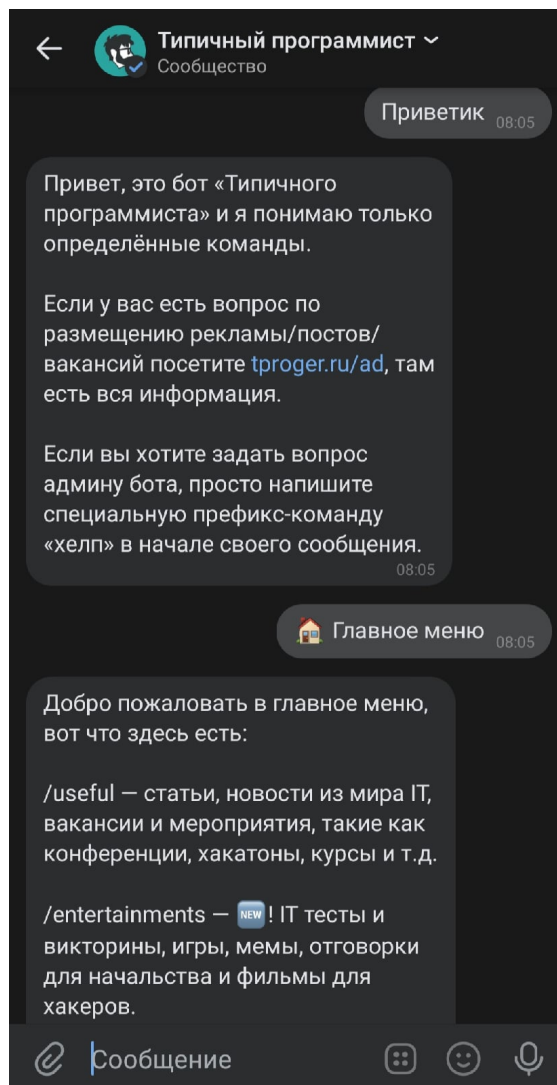 Типичный программист
Сообщество
Приветик 08:05
Привет, это бот «Типичного
программиста» и я понимаю только
определённые команды.
Если у вас есть вопрос по
размещению рекламы/постов/
вакансий посетите tproger.ru/ad, там
есть вся информация.
Если вы хотите задать вопрос
админу бота, просто напишите
специальную префикс-команду
«хелп» в начале своего сообщения.
08:05
🏠 Главное меню 08:05
Добро пожаловать в главное меню,
вот что здесь есть:
/useful — статьи, новости из мира IT,
вакансии и мероприятия, такие как
конференции, хакатоны, курсы и т.д.
/entertainments — 🆕! IT тесты и
викторины, игры, мемы, отговорки
для начальства и фильмы для
хакеров.
Сообщение